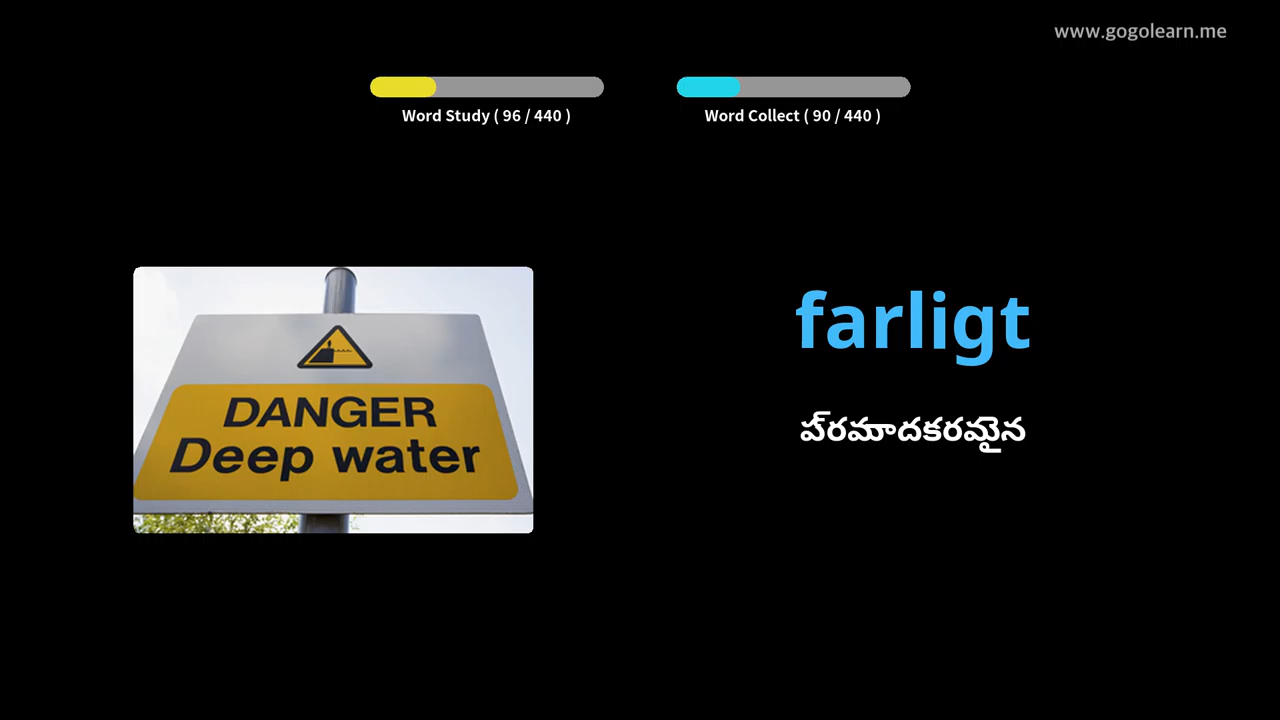 www.gogolearn.me
Word Study ( 96 / 440 )
Word Collect ( 90 / 440 )
DANGER
Deep water
farligt
ప్రమాదకరమైన